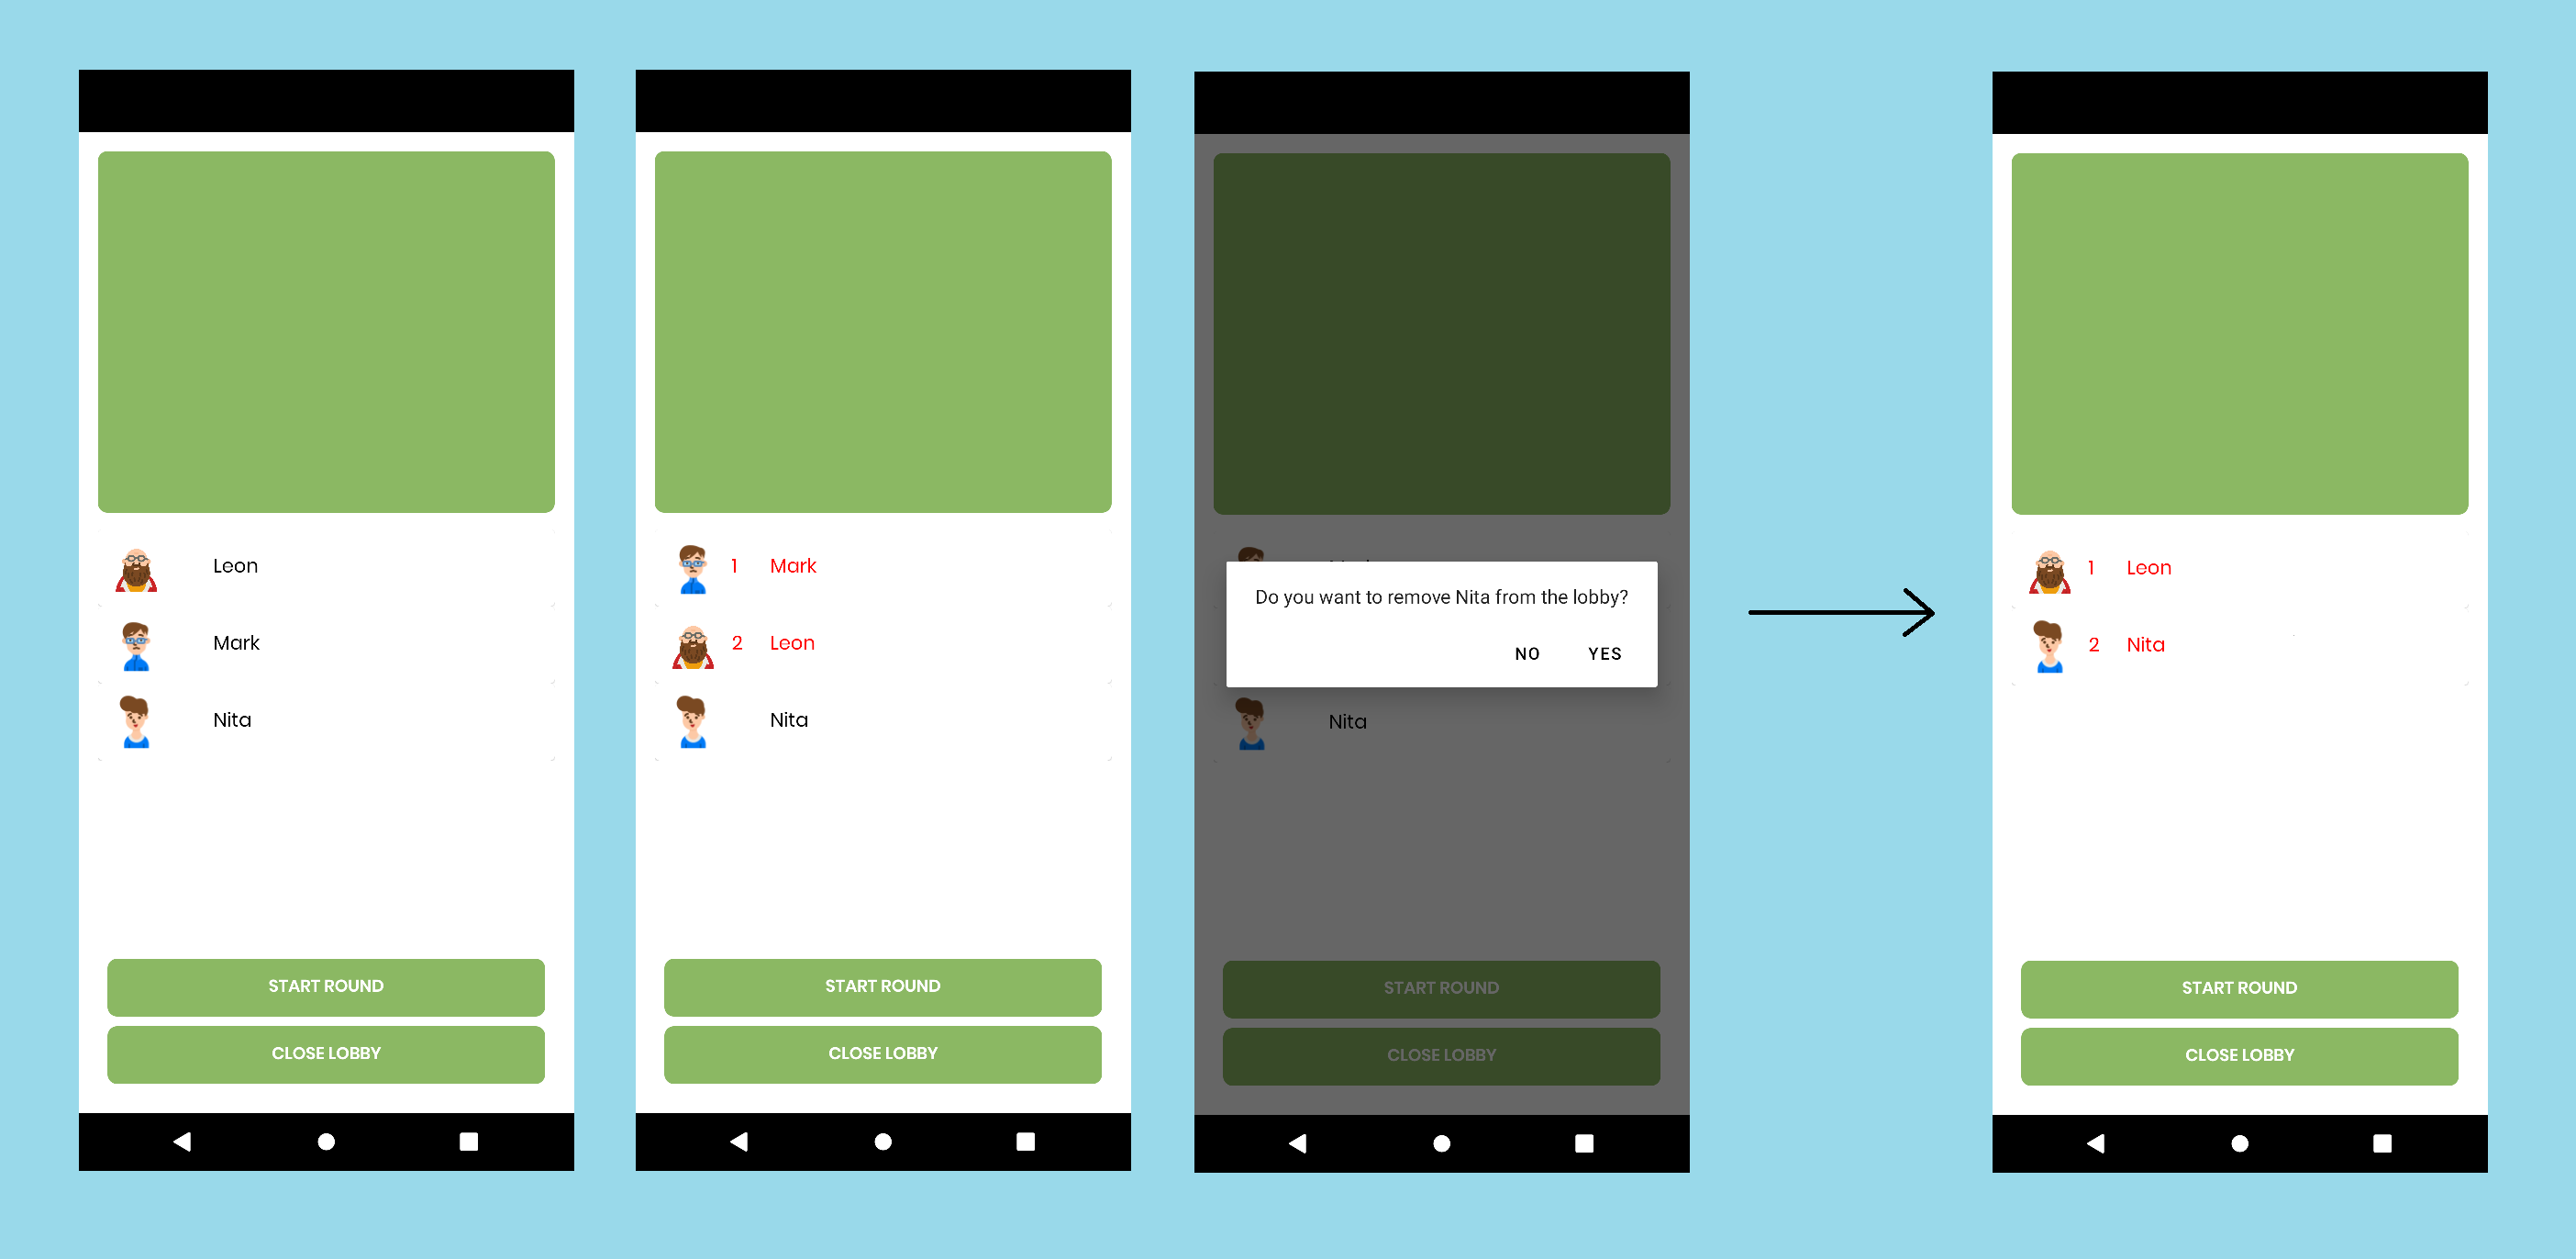 Leon
Mark
Nita
START ROUND
CLOSE LOBBY
1 Mark
2 Leon
Nita
START ROUND
CLOSE LOBBY
Do you want to remove Nita from the lobby?
NO YES
Nita
START ROUND
CLOSE LOBBY
1 Leon
2 Nita
START ROUND
CLOSE LOBBY